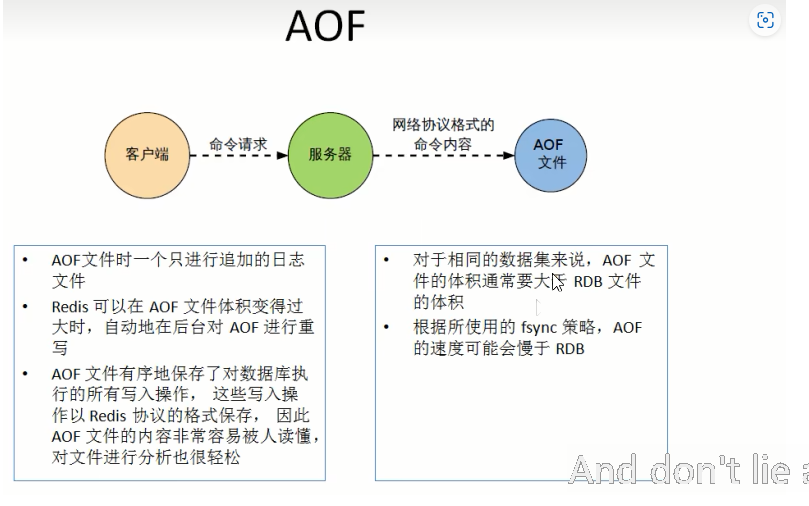 AOF
客户端
命令请求
服务器
网络协议格式的
命令内容
AOF
文件
• AOF文件时一个只进行追加的日志
文件
• Redis 可以在 AOF 文件体积变得过
大时，自动地在后台对 AOF 进行重
写
• AOF 文件有序地保存了对数据库执
行的所有写入操作， 这些写入操
作以 Redis 协议的格式保存， 因此
AOF 文件的内容非常容易被人读懂，
对文件进行分析也很轻松
• 对于相同的数据集来说，AOF 文
件的体积通常要大于 RDB 文件
的体积
• 根据所使用的 fsync 策略，AOF
的速度可能会慢于 RDB
And don't lie